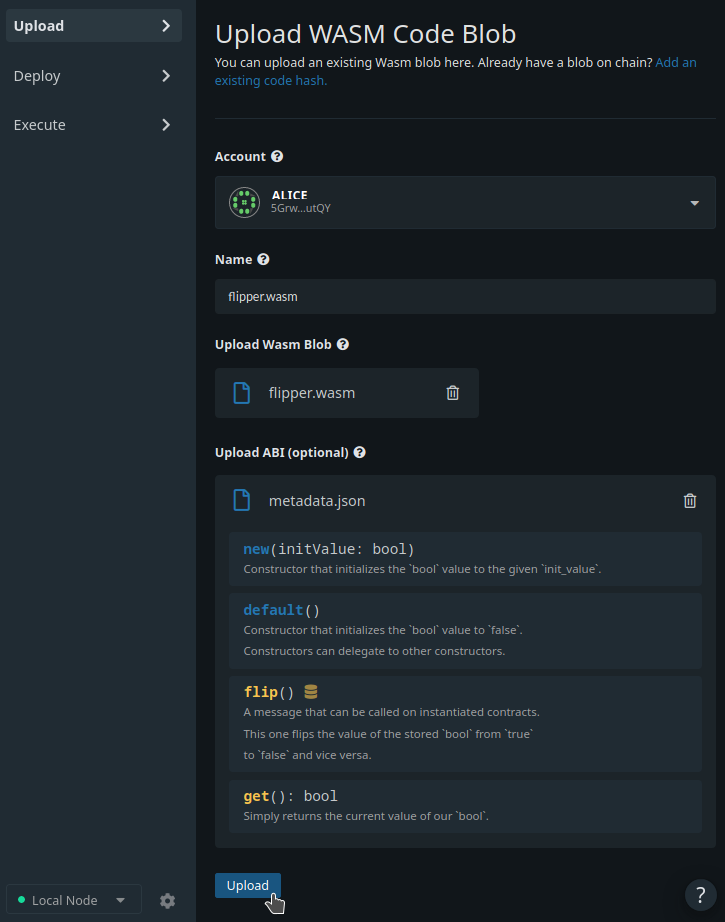 Upload
Deploy
Execute
Upload WASM Code Blob
You can upload an existing Wasm blob here. Already have a blob on chain? Add an
existing code hash.
Account ?
ALICE
5Grw...utQY
Name ?
flipper.wasm
Upload Wasm Blob ?
flipper.wasm
Upload ABI (optional) ?
metadata.json
new(initValue: bool)
Constructor that initializes the `bool` value to the given `init_value`.
default()
Constructor that initializes the `bool` value to `false`.
Constructors can delegate to other constructors.
flip()
A message that can be called on instantiated contracts.
This one flips the value of the stored `bool` from `true`
to `false` and vice versa.
get(): bool
Simply returns the current value of our `bool`.
Upload
Local Node
?